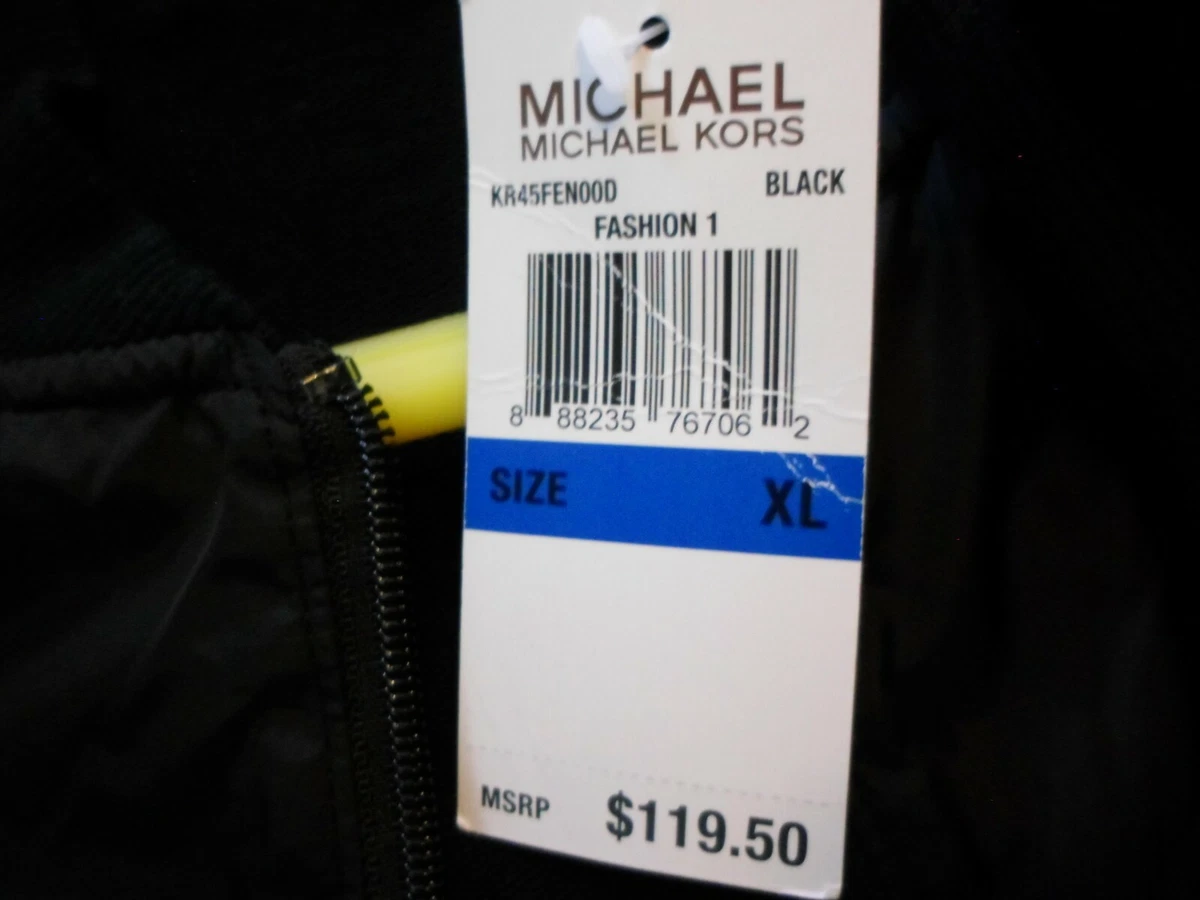 MICHAEL
MICHAEL KORS
KR45FEN00D BLACK
FASHION 1
8 88235 76706 2
SIZE XL
MSRP $119.50